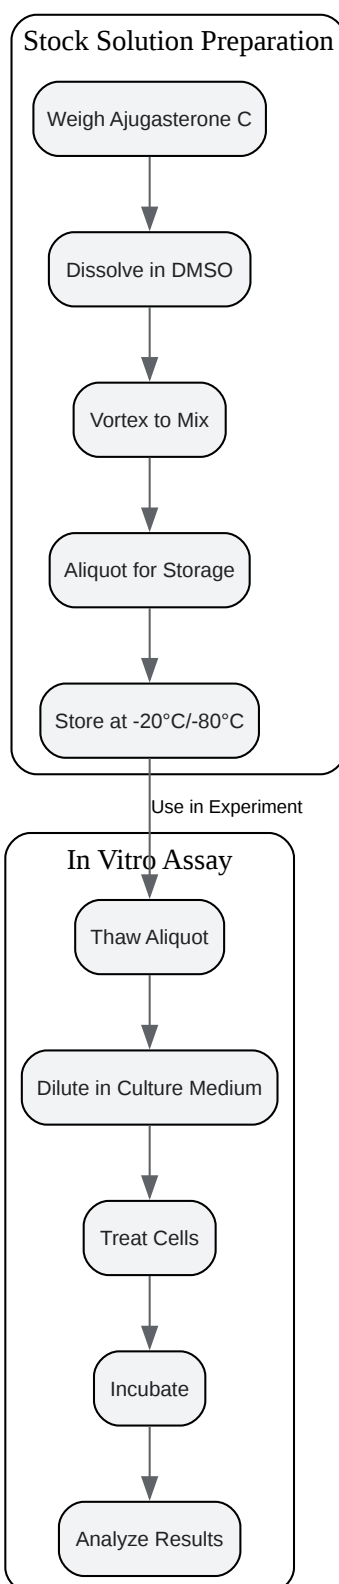 Stock Solution Preparation
Weigh Ajugasterone C
Dissolve in DMSO
Vortex to Mix
Aliquot for Storage
Store at -20°C/-80°C
Use in Experiment
In Vitro Assay
Thaw Aliquot
Dilute in Culture Medium
Treat Cells
Incubate
Analyze Results